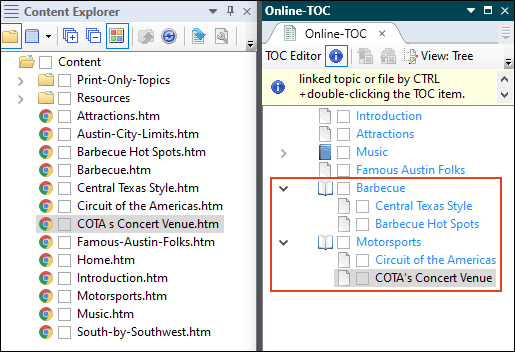 Content Explorer
Content
Print-Only-Topics
Resources
Attractions.htm
Austin-City-Limits.htm
Barbecue Hot Spots.htm
Barbecue.htm
Central Texas Style.htm
Circuit of the Americas.htm
COTA s Concert Venue.htm
Famous-Austin-Folks.htm
Home.htm
Introduction.htm
Motorsports.htm
Music.htm
South-by-Southwest.htm
Online-TOC
Online-TOC
TOC Editor
View: Tree
linked topic or file by CTRL
+double-clicking the TOC item.
Introduction
Attractions
Music
Famous Austin Folks
Barbecue
Central Texas Style
Barbecue Hot Spots
Motorsports
Circuit of the Americas
COTA's Concert Venue